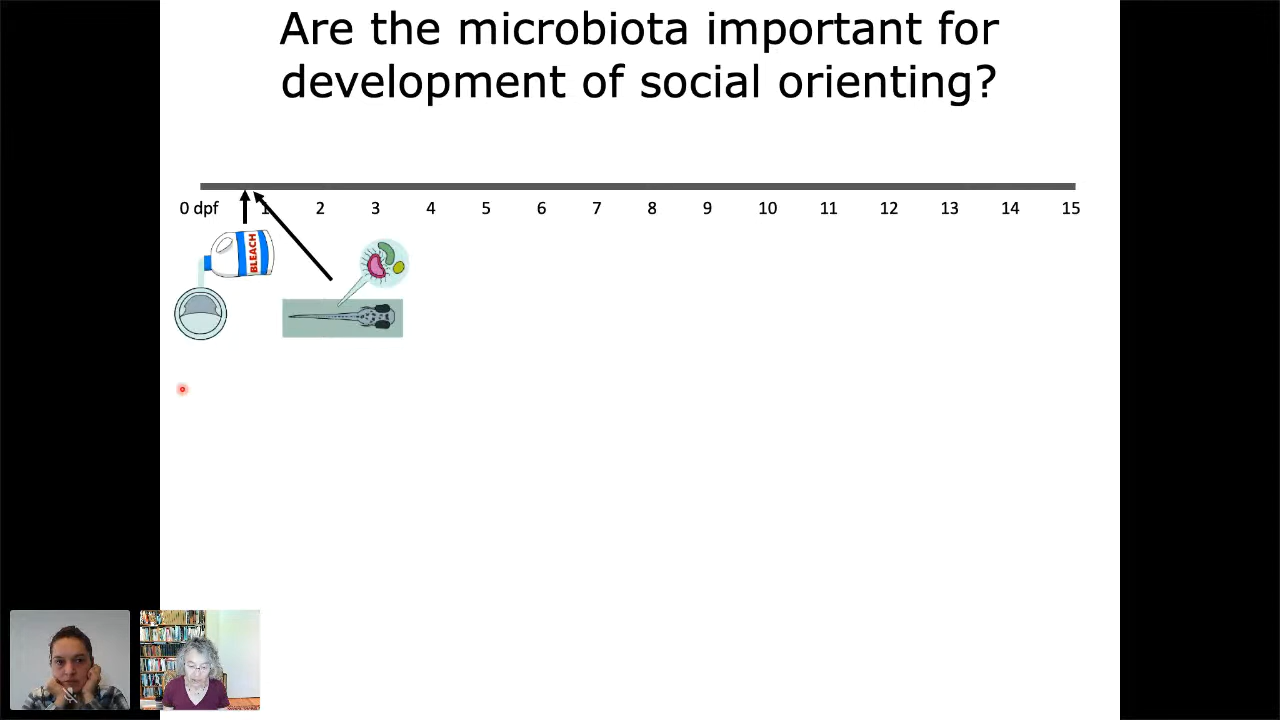 Are the microbiota important for
development of social orienting?
0 dpf 1 2 3 4 5 6 7 8 9 10 11 12 13 14 15
BLEACH